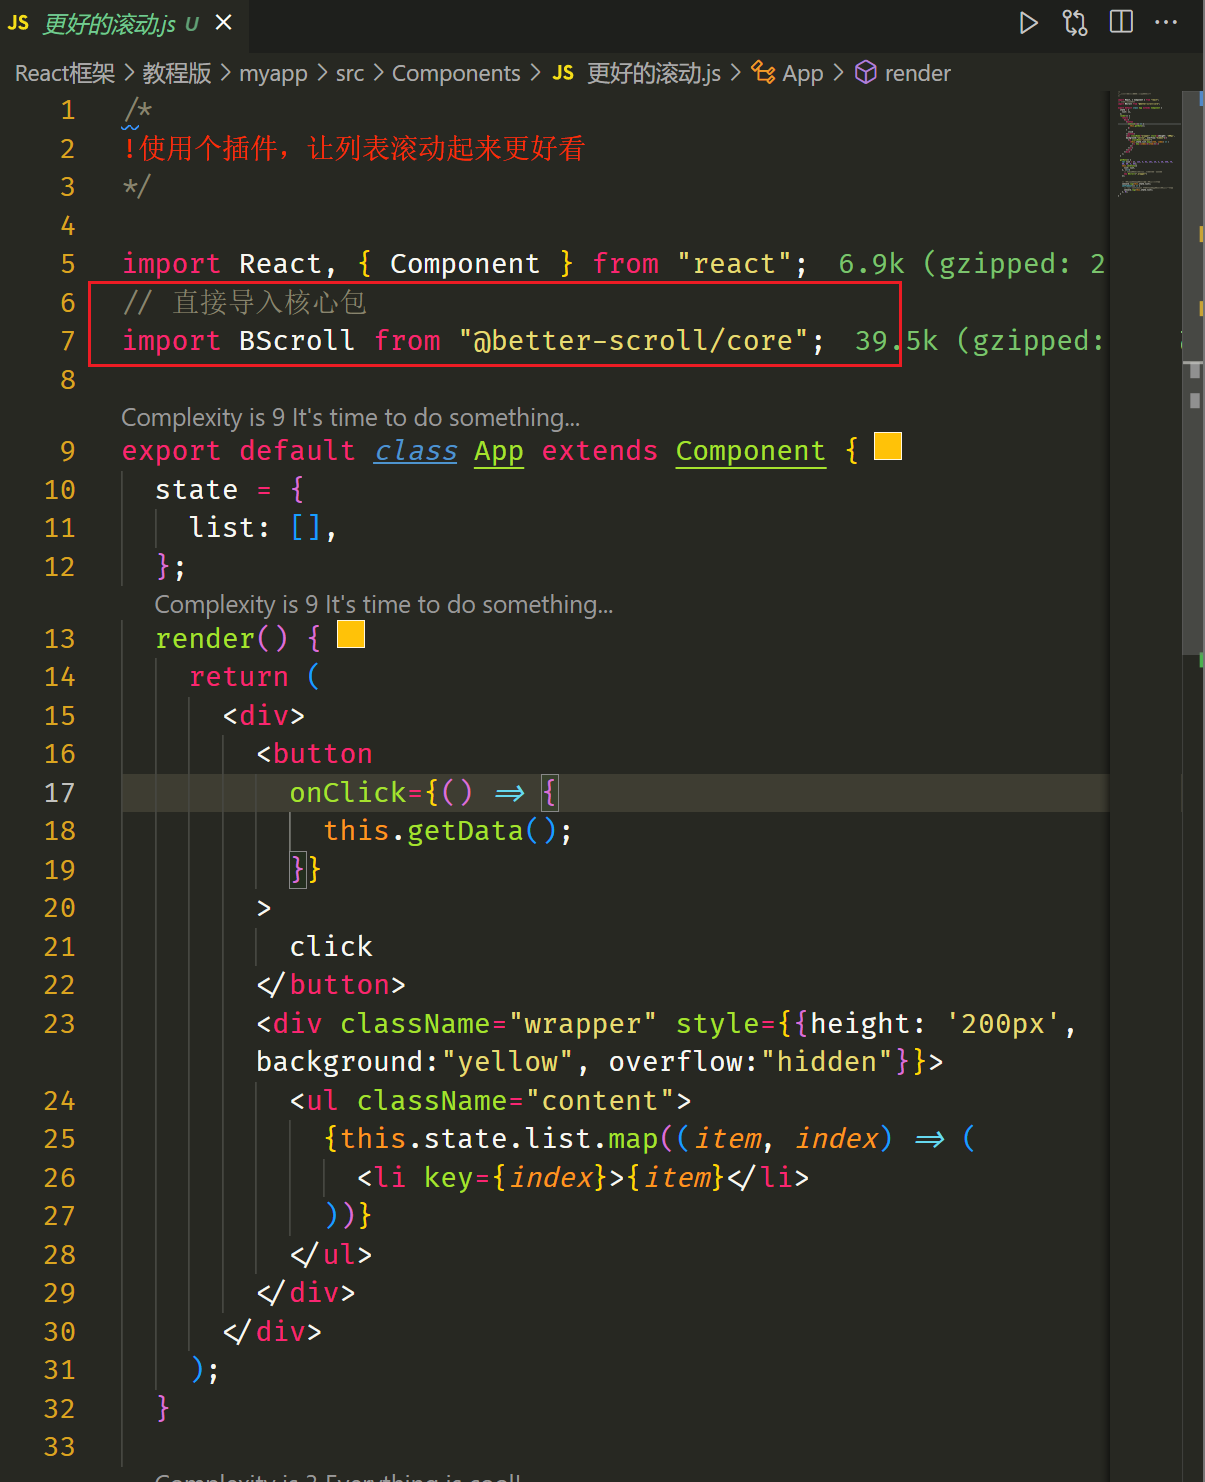 JS 更好的滚动.js U ×
React框架 > 教程版 > myapp > src > Components > JS 更好的滚动.js > App > render
1 /*
2 !使用个插件，让列表滚动起来更好看
3 */
4
5 import React, { Component } from "react"; 6.9k (gzipped: 2
6 // 直接导入核心包
7 import BScroll from "@better-scroll/core"; 39.5k (gzipped:
8
Complexity is 9 It's time to do something...
9 export default class App extends Component {
10 state = {
11 list: [],
12 };
Complexity is 9 It's time to do something...
13 render() {
14 return (
15 <div>
16 <button
17 onClick={() => {
18 this.getData();
19 }}
20 >
21 click
22 </button>
23 <div className="wrapper" style={{height: '200px',
background:"yellow", overflow:"hidden"}}>
24 <ul className="content">
25 {this.state.list.map((item, index) => (
26 <li key={index}>{item}</li>
27 ))}
28 </ul>
29 </div>
30 </div>
31 );
32 }
33
Complexity is 3 Everything is cool!